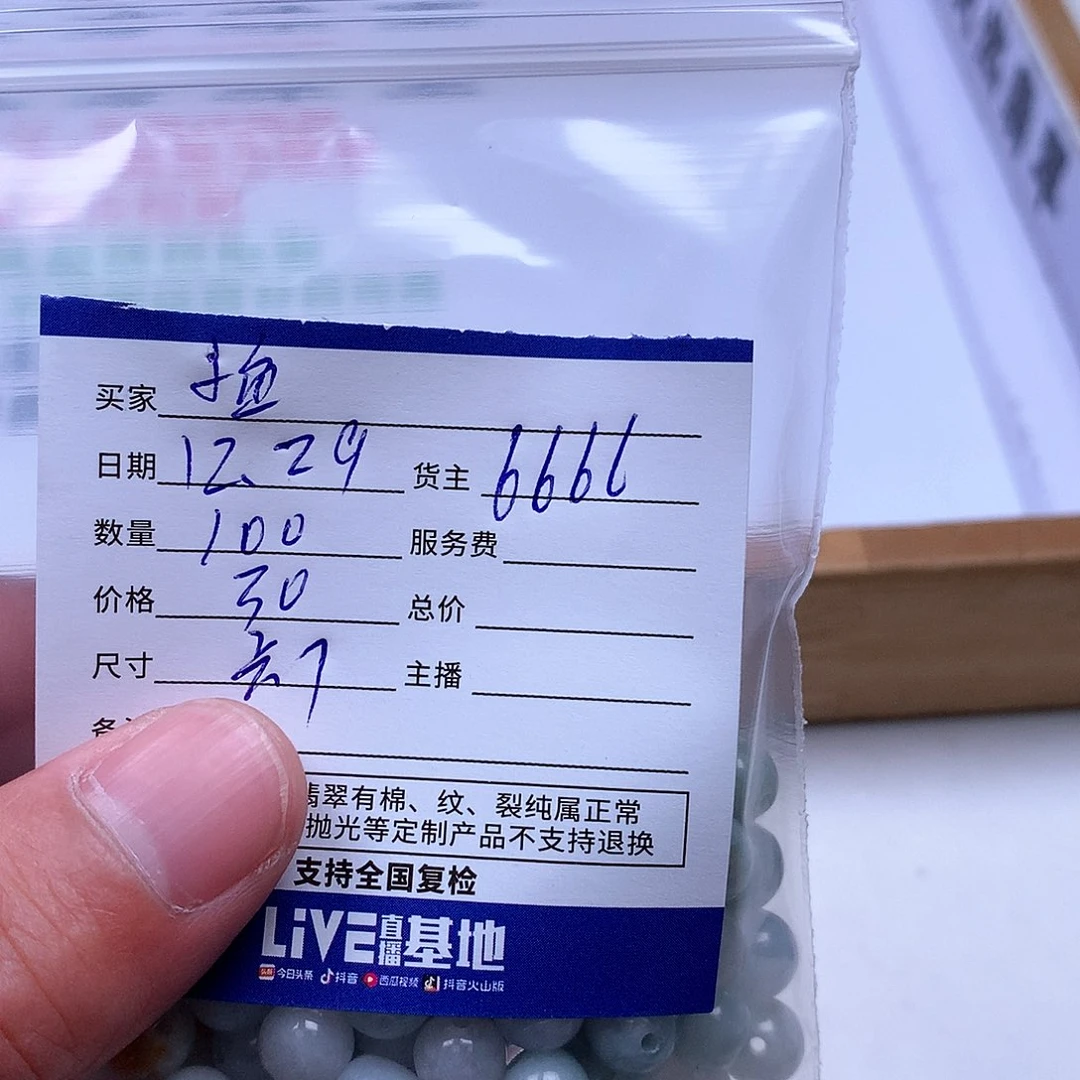 买家
日期 12.29 货主 6666
数量 100 服务费
价格 30 总价
尺寸 主播
翡翠有棉、纹、裂纯属正常
抛光等定制产品不支持退换
支持全国复检
LiVE直播基地
头条 今日头条 抖音 西瓜视频 抖音火山版